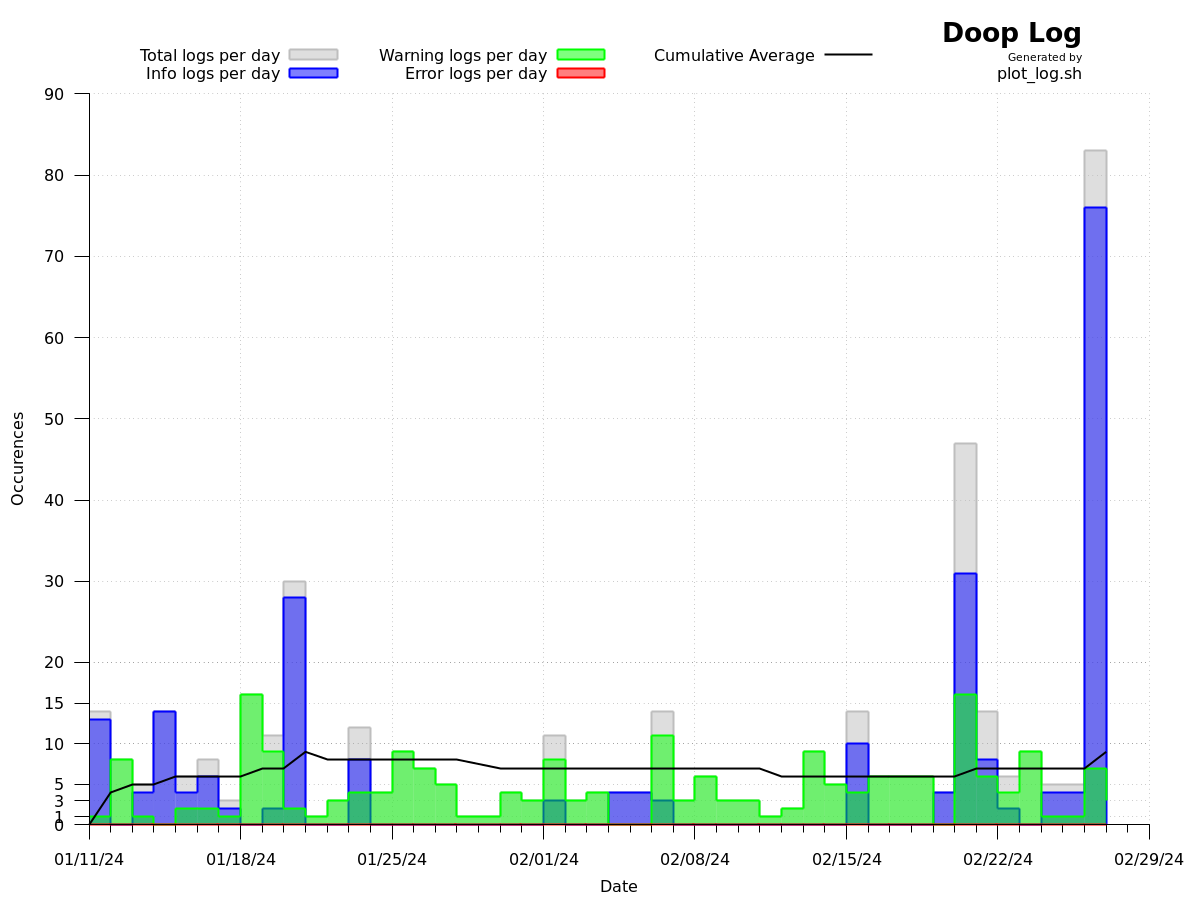 Doop Log
Generated by
plot_log.sh
Total logs per day
Info logs per day
Warning logs per day
Error logs per day
Cumulative Average
90
80
70
60
50
40
30
20
15
10
5
3
1
0
Occurences
01/11/24 01/18/24 01/25/24 02/01/24 02/08/24 02/15/24 02/22/24 02/29/24
Date